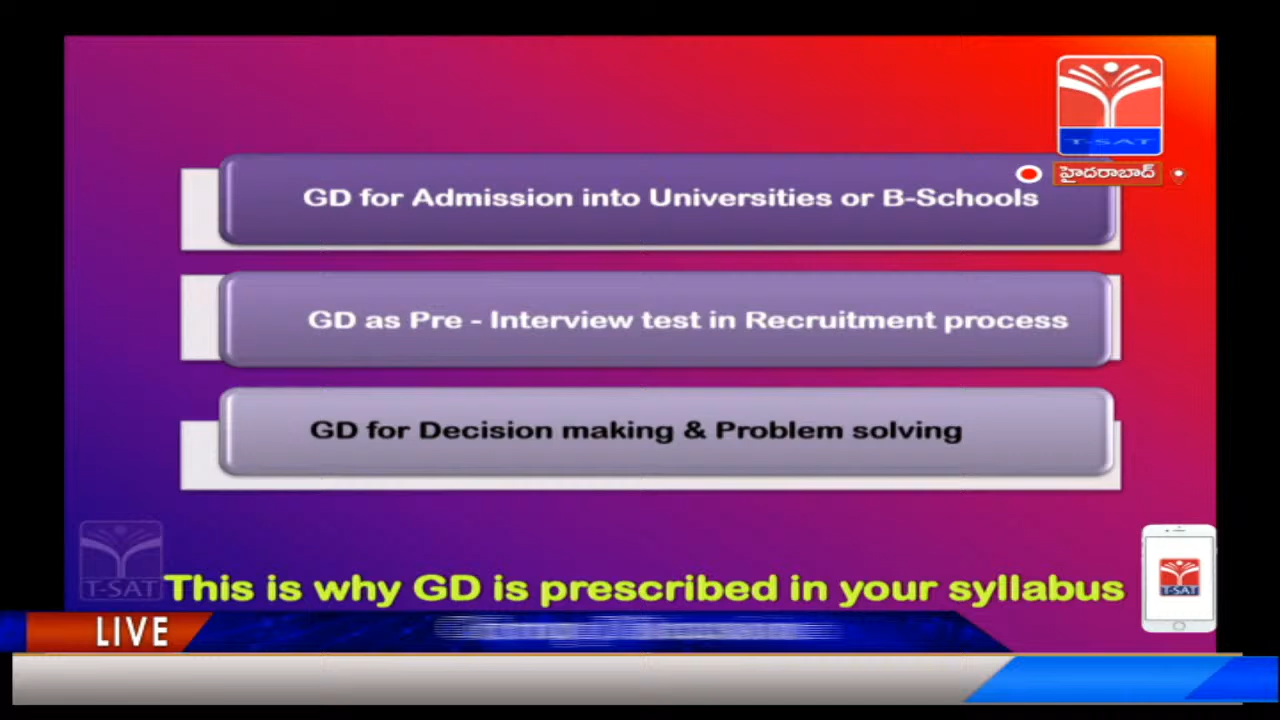 T-SAT
హైదరాబాద్
GD for Admission into Universities or B-Schools
GD as Pre - Interview test in Recruitment process
GD for Decision making & Problem solving
T-SAT
This is why GD is prescribed in your syllabus
T-SAT
LIVE